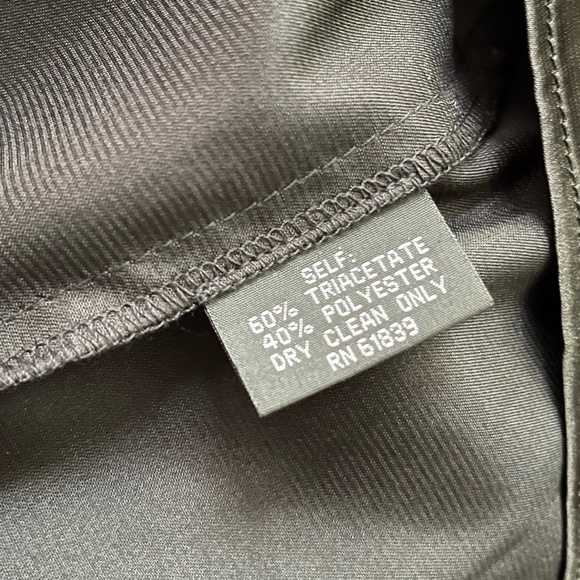 SELF:
60% TRIACETATE
40% POLYESTER
DRY CLEAN ONLY
RN 61839